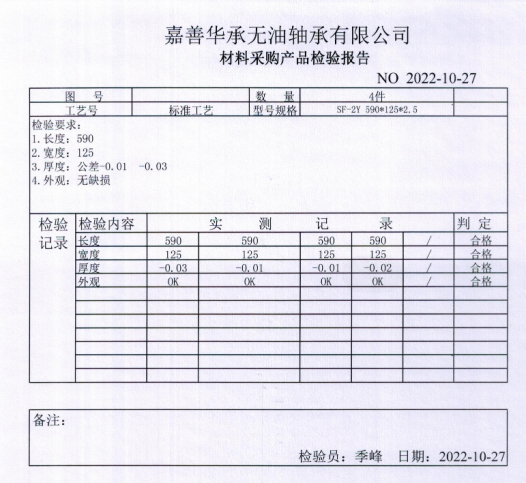 嘉善华承无油轴承有限公司
材料采购产品检验报告
NO 2022-10-27
图 号 数 量 4件
工艺号 标准工艺 型号规格 SF-2Y 590*125*2.5
检验要求:
1.长度: 590
2.宽度: 125
3.厚度: 公差-0.01 -0.03
4.外观: 无缺损
检验记录 检验内容 实 测 记 录 判 定
长度 590 590 590 590 / 合格
宽度 125 125 125 125 / 合格
厚度 -0.03 -0.01 -0.01 -0.02 / 合格
外观 OK OK OK OK / 合格
备注:
检验员: 季峰 日期: 2022-10-27